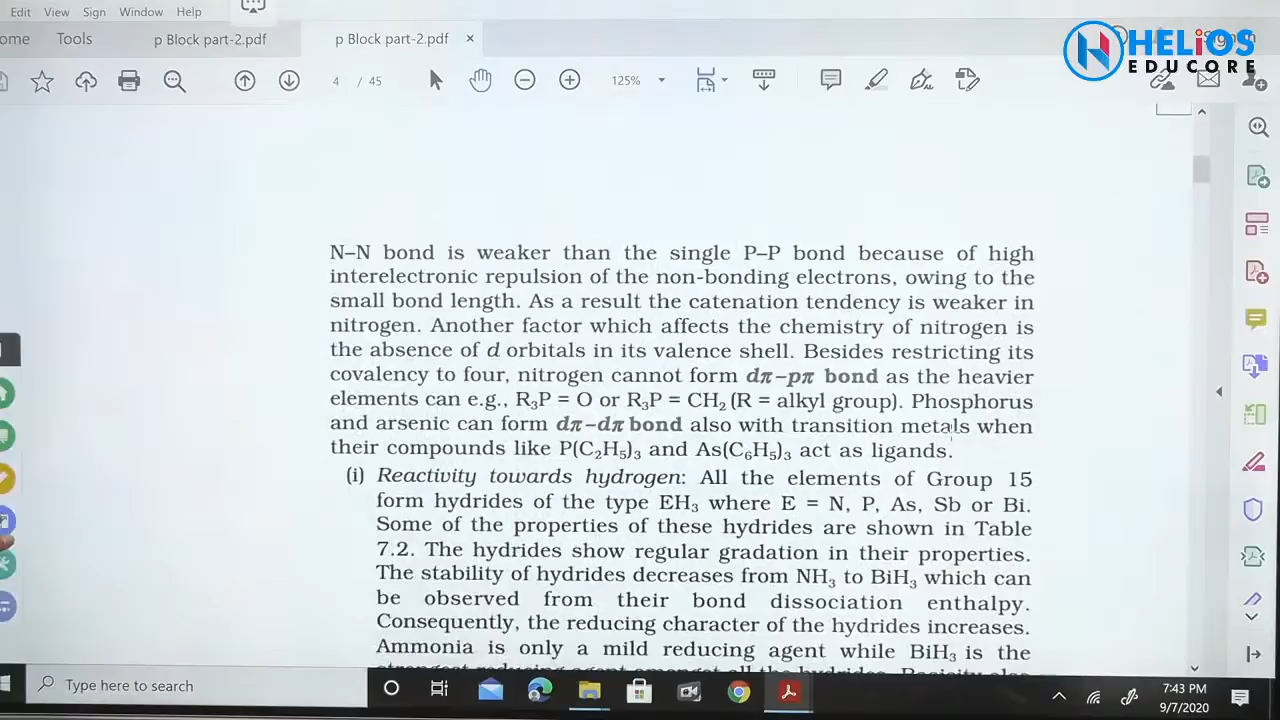 Edit View Sign Window Help
ome Tools p Block part-2.pdf p Block part-2.pdf ×
HELiOS
EDUCORE
4 / 45 125%
N–N bond is weaker than the single P–P bond because of high
interelectronic repulsion of the non-bonding electrons, owing to the
small bond length. As a result the catenation tendency is weaker in
nitrogen. Another factor which affects the chemistry of nitrogen is
the absence of d orbitals in its valence shell. Besides restricting its
covalency to four, nitrogen cannot form dπ–pπ bond as the heavier
elements can e.g., R₃P = O or R₃P = CH₂ (R = alkyl group). Phosphorus
and arsenic can form dπ–dπ bond also with transition metals when
their compounds like P(C₂H₅)₃ and As(C₆H₅)₃ act as ligands.
(i) Reactivity towards hydrogen: All the elements of Group 15
form hydrides of the type EH₃ where E = N, P, As, Sb or Bi.
Some of the properties of these hydrides are shown in Table
7.2. The hydrides show regular gradation in their properties.
The stability of hydrides decreases from NH₃ to BiH₃ which can
be observed from their bond dissociation enthalpy.
Consequently, the reducing character of the hydrides increases.
Ammonia is only a mild reducing agent while BiH₃ is the
strongest reducing agent amongst all the hydrides. Basicity also
Type here to search
7:43 PM
9/7/2020